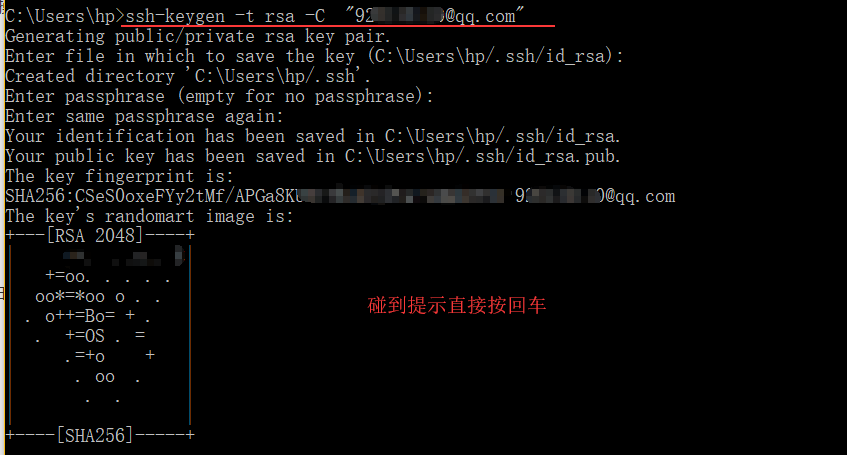 C:\Users\hp>ssh-keygen -t rsa -C "92 @qq.com"
Generating public/private rsa key pair.
Enter file in which to save the key (C:\Users\hp/.ssh/id_rsa):
Created directory 'C:\Users\hp/.ssh'.
Enter passphrase (empty for no passphrase):
Enter same passphrase again:
Your identification has been saved in C:\Users\hp/.ssh/id_rsa.
Your public key has been saved in C:\Users\hp/.ssh/id_rsa.pub.
The key fingerprint is:
SHA256:CSeS0oxeFYy2tMf/APGa8K 92 0@qq.com
The key's randomart image is:
+---[RSA 2048]----+
|                 |
|   +=oo. . . . . |
|  oo*=*oo o . .  |
| . o++=Bo= + .   |
|  .  +=OS . =    |
|     .=+o    +   |
|      . oo  .    |
|       .  .      |
|                 |
+----[SHA256]-----+
碰到提示直接按回车